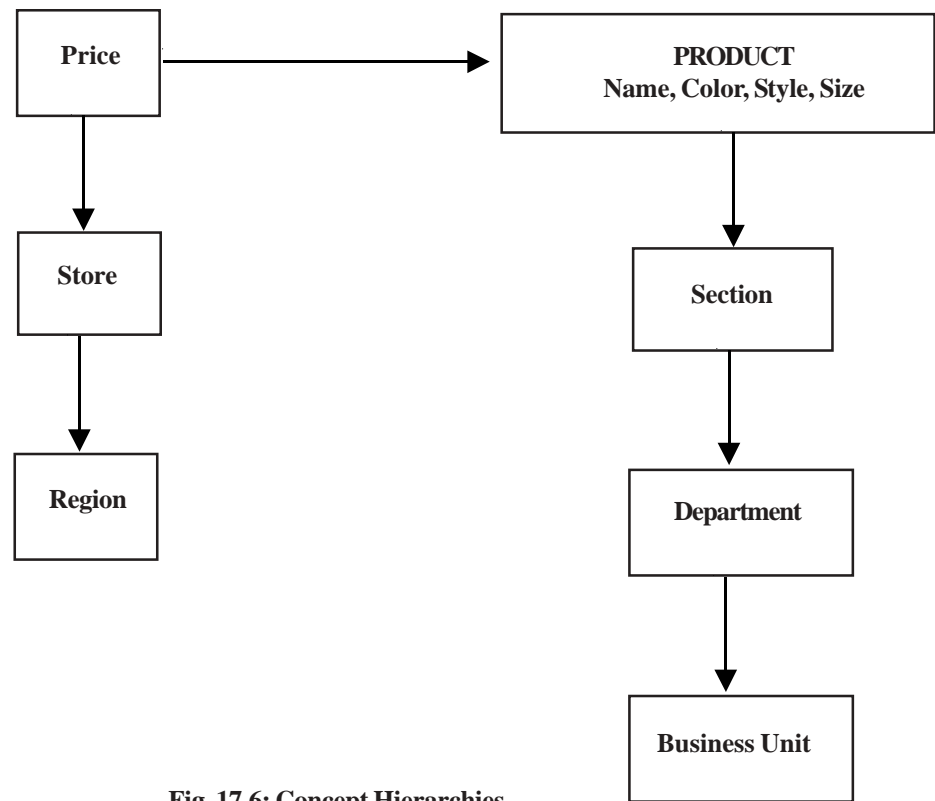 Price
PRODUCT
Name, Color, Style, Size
Store
Section
Region
Department
Business Unit
Fig. 17.6: Concept Hierarchies